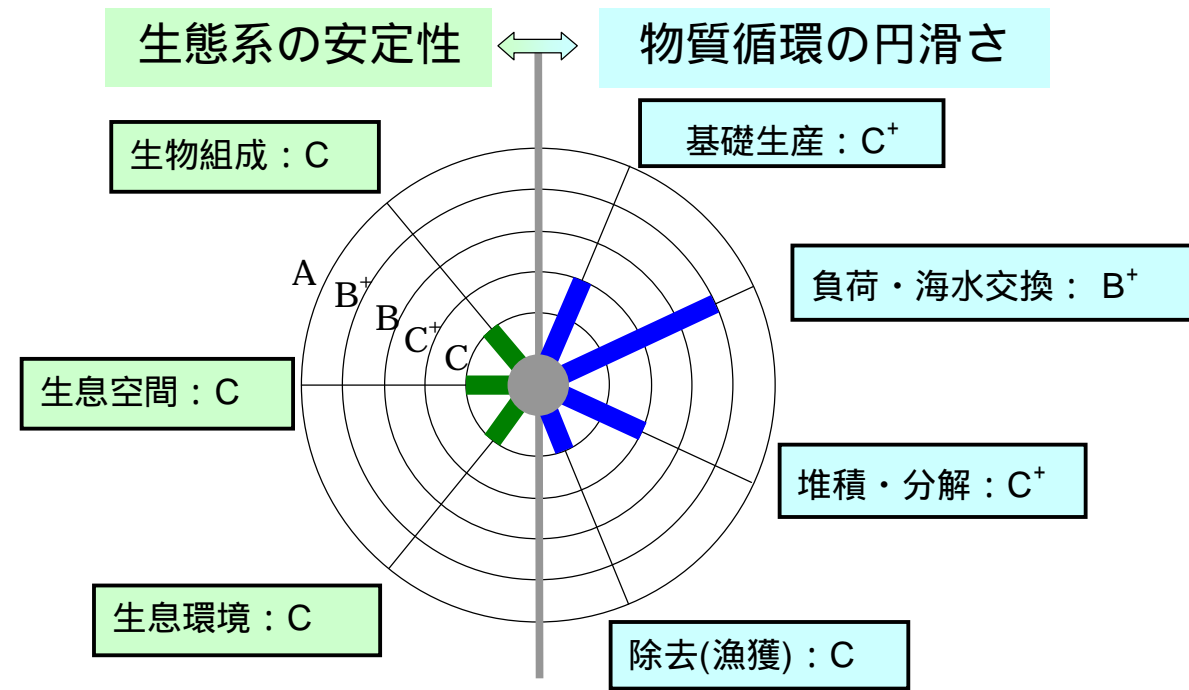 生態系の安定性
物質循環の円滑さ
基礎生産：C⁺
生物組成：C
負荷・海水交換： B⁺
A
B⁺
B
C⁺
C
生息空間：C
堆積・分解：C⁺
生息環境：C
除去(漁獲)：C